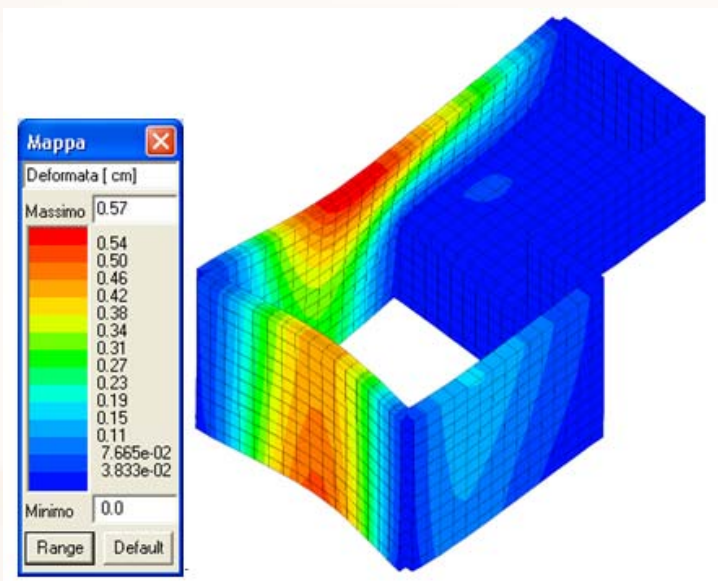 Mappa
Deformata [ cm]
Massimo 0.57
0.54
0.50
0.46
0.42
0.38
0.34
0.31
0.27
0.23
0.19
0.15
0.11
7.665e-02
3.833e-02
Minimo 0.0
Range Default